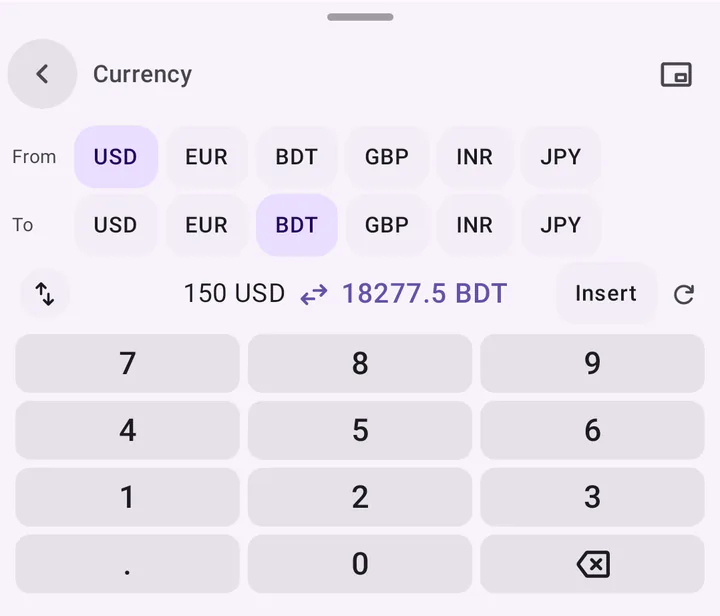 Currency
From USD EUR BDT GBP INR JPY
To USD EUR BDT GBP INR JPY
150 USD 18277.5 BDT Insert
7 8 9
4 5 6
1 2 3
. 0